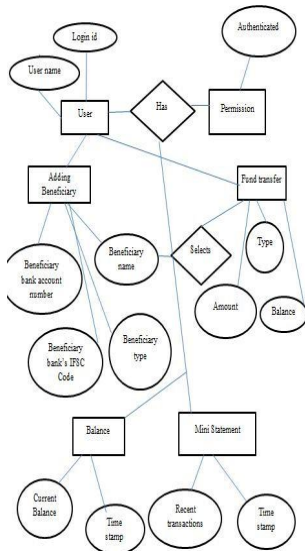 Login id
Authenticated
User name
User
Has
Permission
Adding
Beneficiary
Fund transfer
Beneficiary
bank account
number
Beneficiary
name
Selects
Type
Amount
Balance
Beneficiary
bank's IFSC
Code
Beneficiary
type
Balance
Mini Statement
Current
Balance
Time
stamp
Recent
transactions
Time
stamp